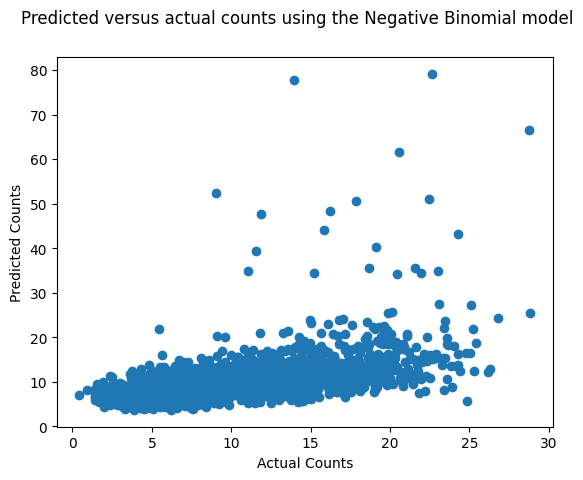 Predicted versus actual counts using the Negative Binomial model
80
70
60
50
40
30
20
10
0
Predicted Counts
0 5 10 15 20 25 30
Actual Counts